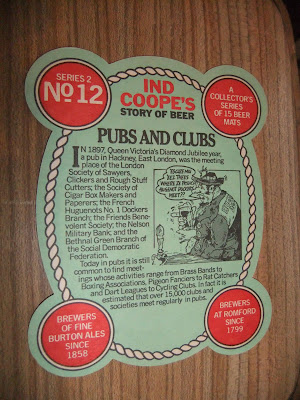 SERIES 2
Nº12
IND
COOPE'S
STORY OF BEER
A
COLLECTOR'S
SERIES
OF 15 BEER
MATS
PUBS AND CLUBS
IN 1897, Queen Victoria's Diamond Jubilee year,
a pub in Hackney, East London, was the meeting
place of the London
Society of Sawyers,
Clickers and Rough Stuff
Cutters; the Society of
Cigar Box Makers and
Paperers; the French
Huguenots No. 1 Dockers
Branch; the Friends Bene-
volent Society; the Nelson
Military Bank; and the
Bethnal Green Branch of
the Social Democratic
Federation.
Today in pubs it is still
common to find meet-
ings whose activities range from Brass Bands to
Boxing Associations, Pigeon Fanciers to Rat Catchers
and Dart Leagues to Cycling Clubs. In fact it is
estimated that over 15,000 clubs and
societies meet regularly in pubs.
BREWERS
OF FINE
BURTON ALES
SINCE
1858
BREWERS
AT ROMFORD
SINCE
1799